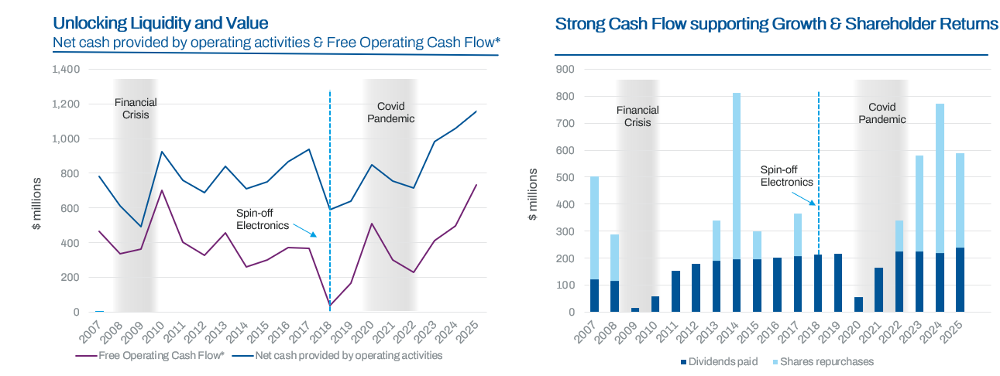 Unlocking Liquidity and Value
Net cash provided by operating activities & Free Operating Cash Flow*
1,400
1,200
1,000
800
600
400
200
0
$ millions
Financial
Crisis
Covid
Pandemic
Spin-off
Electronics
2007
2008
2009
2010
2011
2012
2013
2014
2015
2016
2017
2018
2019
2020
2021
2022
2023
2024
2025
Free Operating Cash Flow*
Net cash provided by operating activities
Strong Cash Flow supporting Growth & Shareholder Returns
900
800
700
600
500
400
300
200
100
0
$ millions
Financial
Crisis
Covid
Pandemic
Spin-off
Electronics
2007
2008
2009
2010
2011
2012
2013
2014
2015
2016
2017
2018
2019
2020
2021
2022
2023
2024
2025
Dividends paid
Shares repurchases